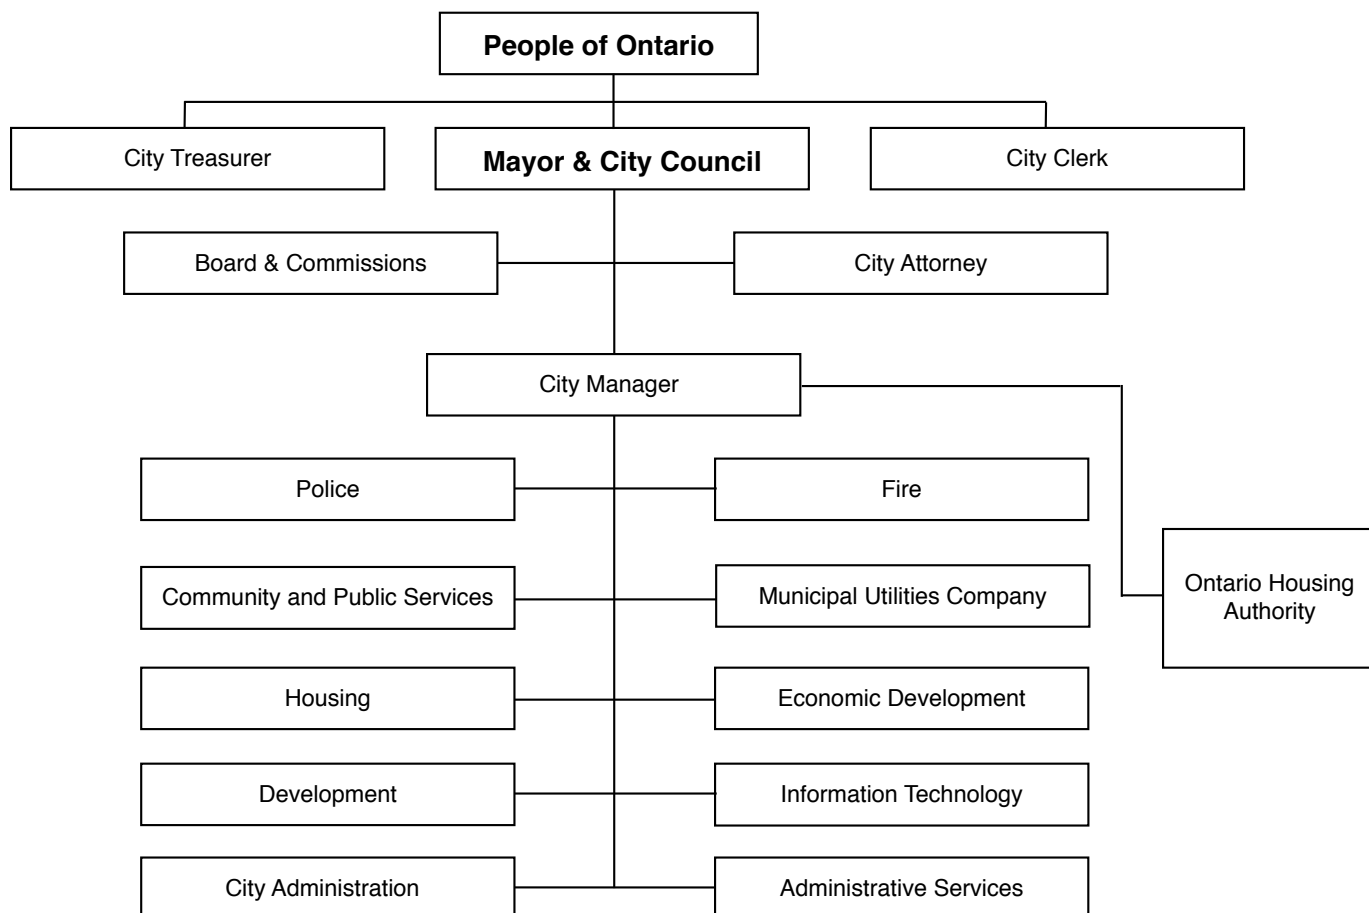 People of Ontario
City Treasurer
Mayor & City Council
City Clerk
Board & Commissions
City Attorney
City Manager
Police
Fire
Community and Public Services
Municipal Utilities Company
Ontario Housing
Authority
Housing
Economic Development
Development
Information Technology
City Administration
Administrative Services